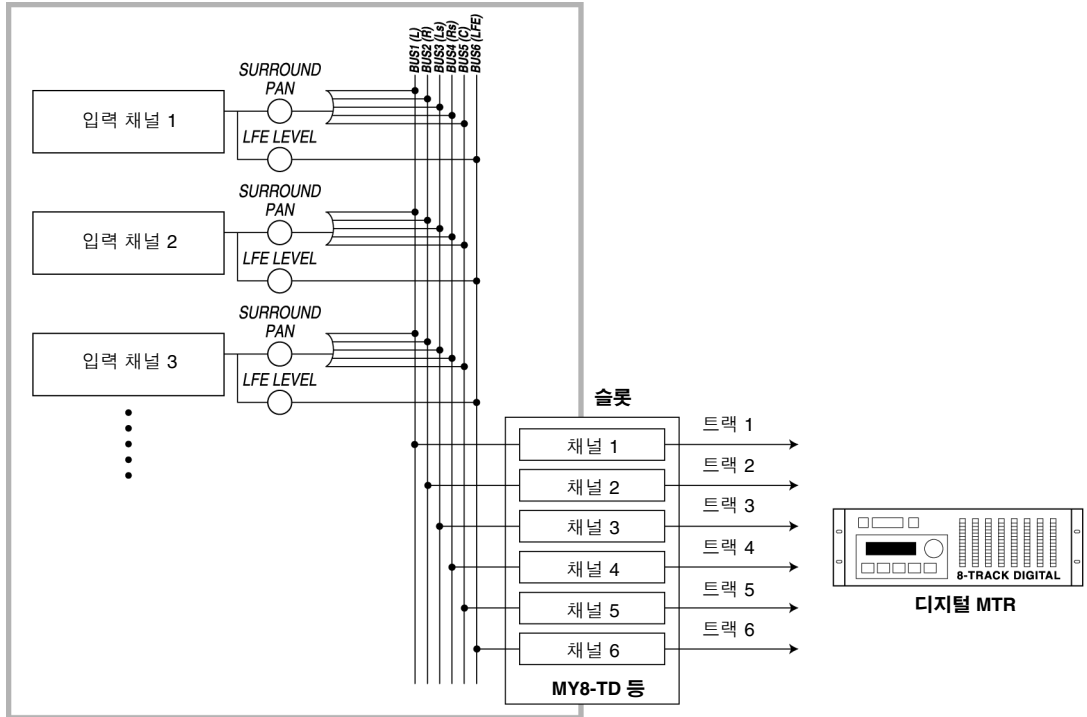 BUS1 (L)
BUS2 (R)
BUS3 (Ls)
BUS4 (Rs)
BUS5 (C)
BUS6 (LFE)
SURROUND
PAN
입력 채널 1
LFE LEVEL
SURROUND
PAN
입력 채널 2
LFE LEVEL
SURROUND
PAN
입력 채널 3
LFE LEVEL
슬롯
채널 1
트랙 1
채널 2
트랙 2
채널 3
트랙 3
채널 4
트랙 4
채널 5
트랙 5
채널 6
트랙 6
MY8-TD 등
8-TRACK DIGITAL
디지털 MTR